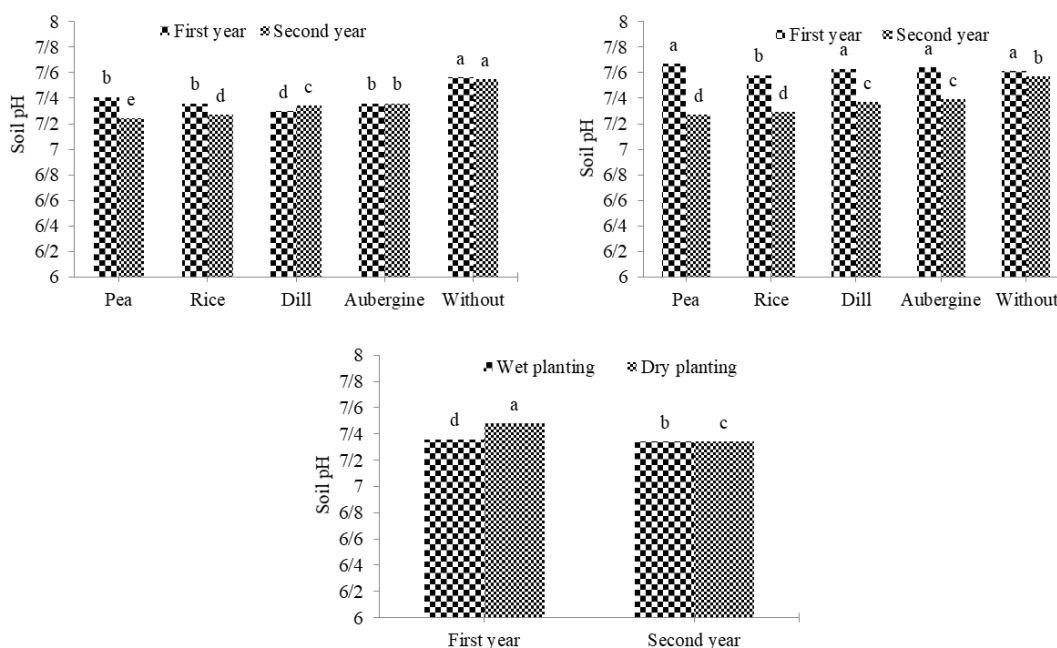 8
7/8
7/6
7/4
7/2
7
6/8
6/6
6/4
6/2
6
Soil pH
First year Second year
b e b d d c b b a a
Pea Rice Dill Aubergine Without
8
7/8
7/6
7/4
7/2
7
6/8
6/6
6/4
6/2
6
Soil pH
First year Second year
a d b d a c a c a b
Pea Rice Dill Aubergine Without
8
7/8
7/6
7/4
7/2
7
6/8
6/6
6/4
6/2
6
Soil pH
Wet planting Dry planting
d a b c
First year Second year